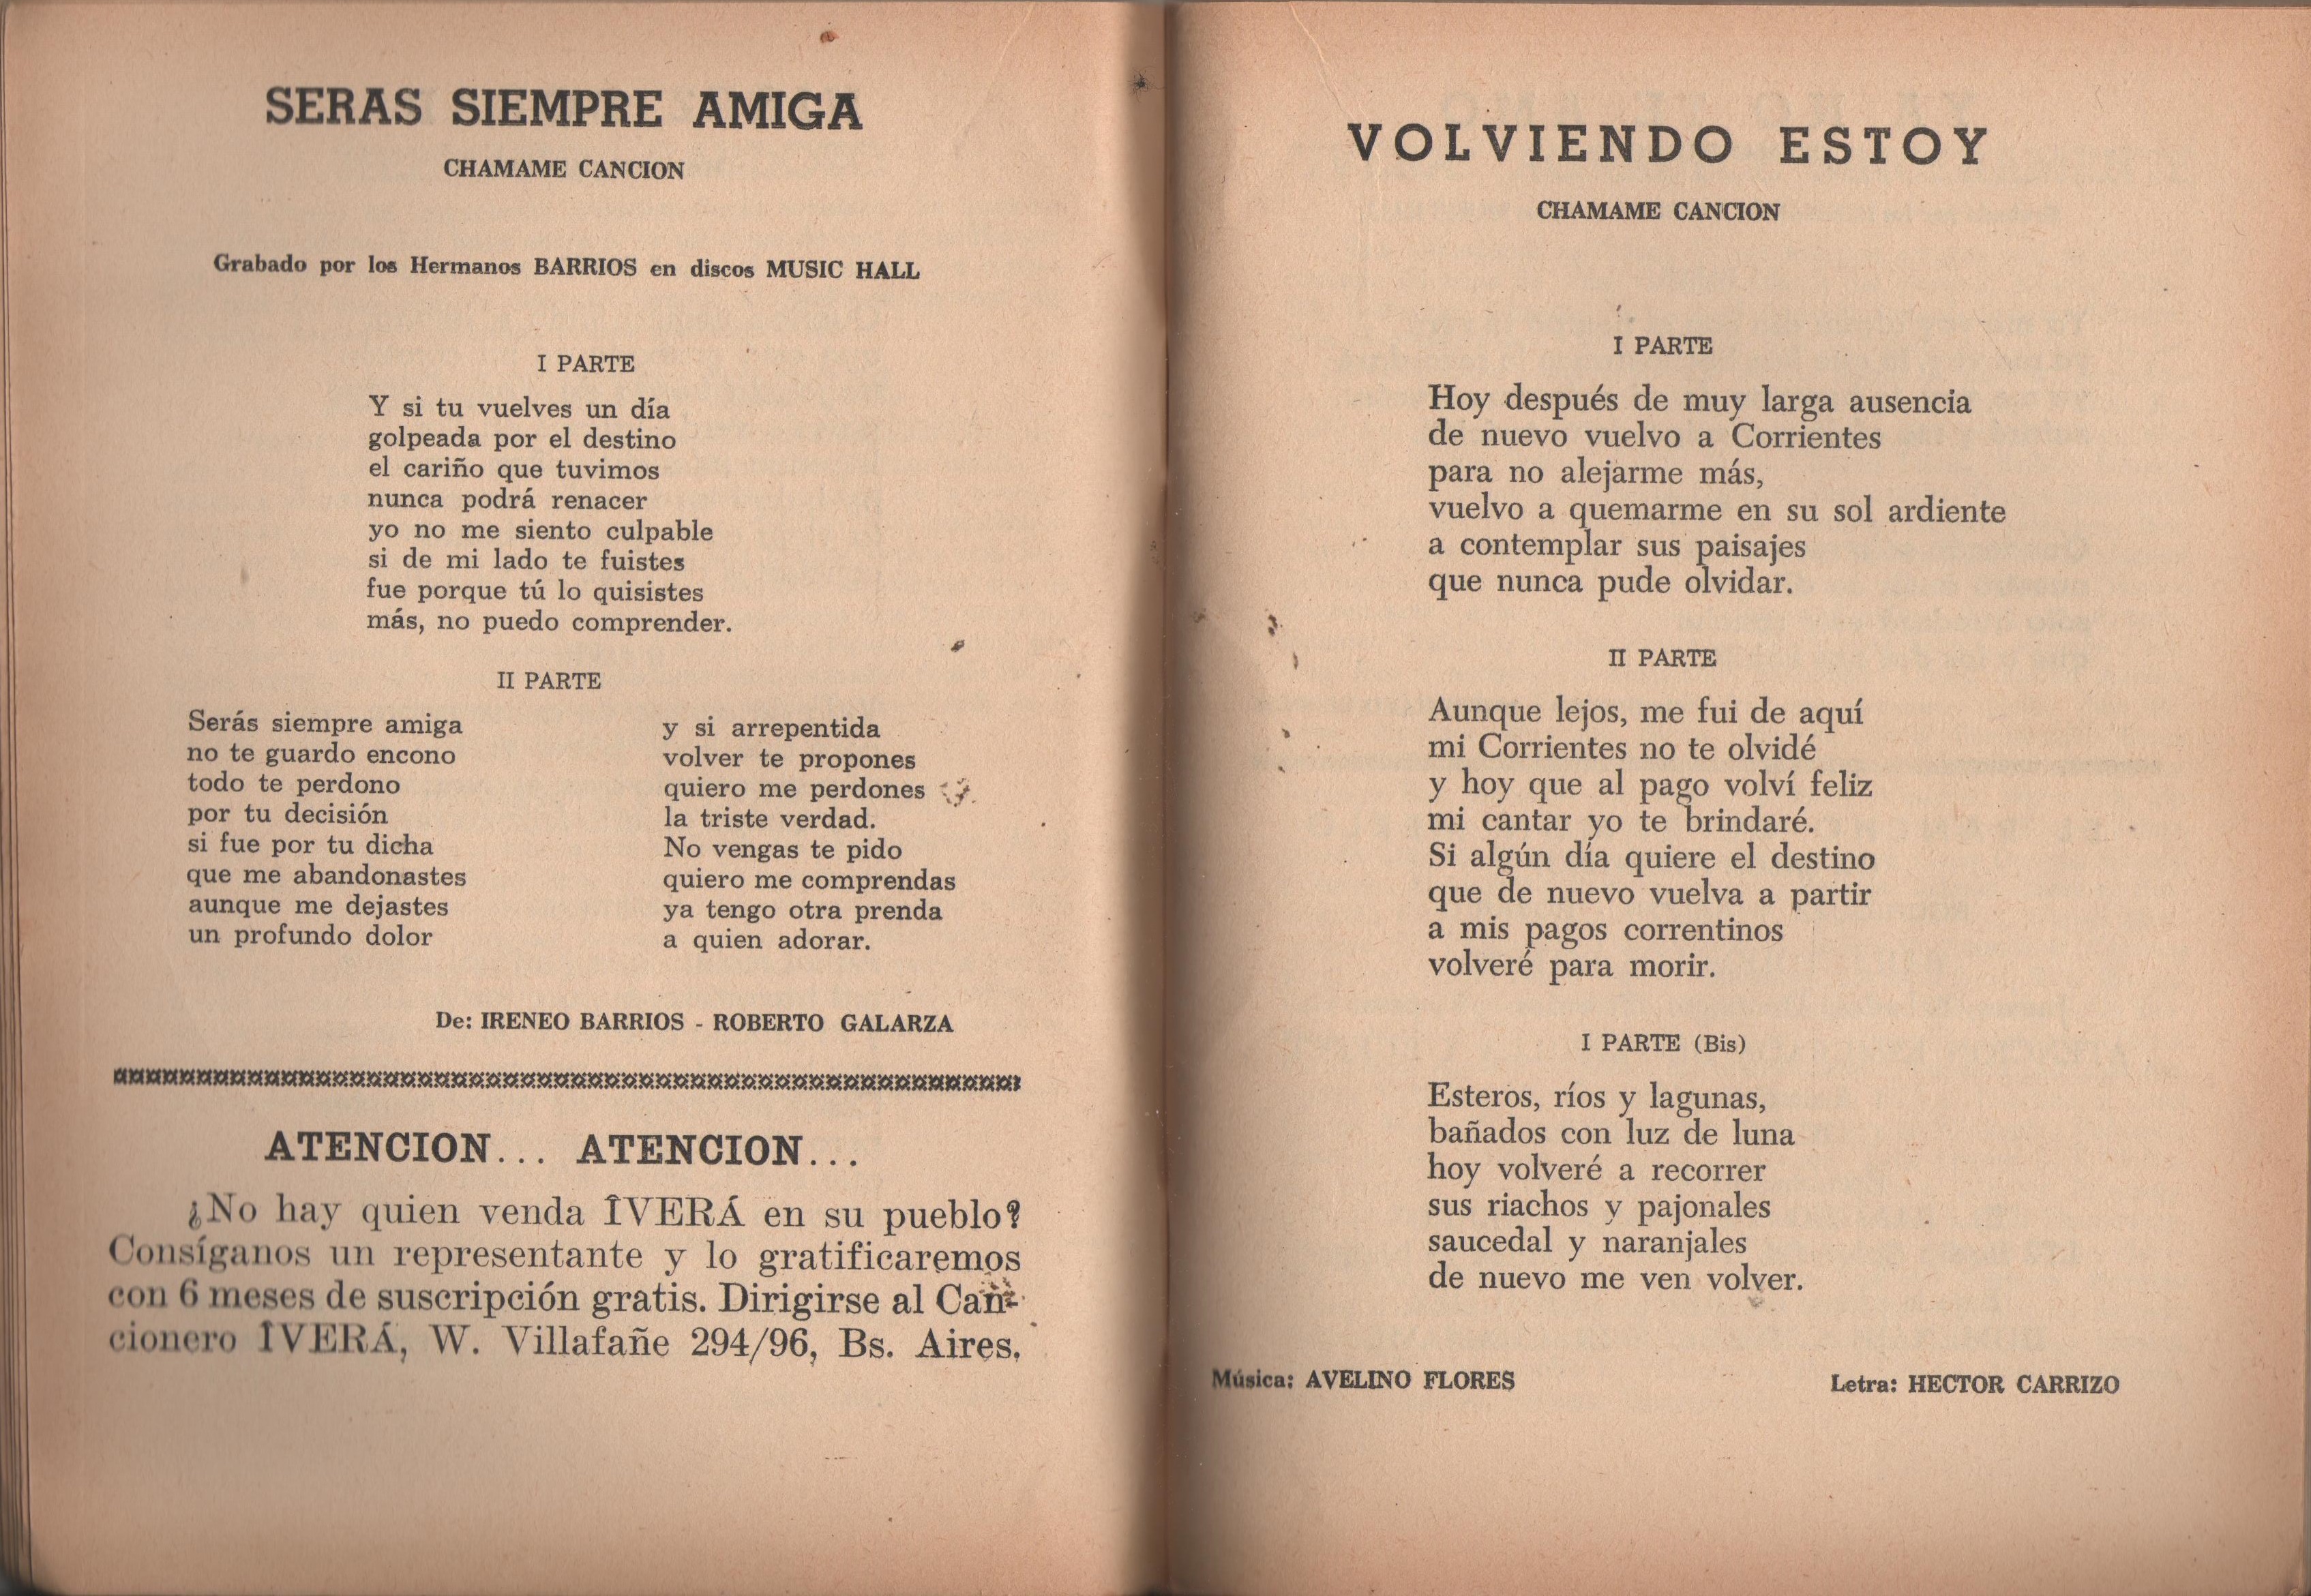 SERAS SIEMPRE AMIGA
CHAMAME CANCION
Grabado por los Hermanos BARRIOS en discos MUSIC HALL
I PARTE
Y si tu vuelves un día
golpeada por el destino
el cariño que tuvimos
nunca podrá renacer
yo no me siento culpable
si de mi lado te fuistes
fue porque tú lo quisistes
más, no puedo comprender.
II PARTE
Serás siempre amiga
no te guardo encono
todo te perdono
por tu decisión
si fue por tu dicha
que me abandonastes
aunque me dejastes
un profundo dolor
y si arrepentida
volver te propones
quiero me perdones
la triste verdad.
No vengas te pido
quiero me comprendas
ya tengo otra prenda
a quien adorar.
De: IRENEO BARRIOS - ROBERTO GALARZA
ATENCION... ATENCION...
¿No hay quien venda ÎVERÁ en su pueblo?
Consíganos un representante y lo gratificaremos
con 6 meses de suscripción gratis. Dirigirse al Can-
cionero ÎVERÁ, W. Villafañe 294/96, Bs. Aires.
VOLVIENDO ESTOY
CHAMAME CANCION
I PARTE
Hoy después de muy larga ausencia
de nuevo vuelvo a Corrientes
para no alejarme más,
vuelvo a quemarme en su sol ardiente
a contemplar sus paisajes
que nunca pude olvidar.
II PARTE
Aunque lejos, me fui de aquí
mi Corrientes no te olvidé
y hoy que al pago volví feliz
mi cantar yo te brindaré.
Si algún día quiere el destino
que de nuevo vuelva a partir
a mis pagos correntinos
volveré para morir.
I PARTE (Bis)
Esteros, ríos y lagunas,
bañados con luz de luna
hoy volveré a recorrer
sus riachos y pajonales
saucedal y naranjales
de nuevo me ven volver.
Música: AVELINO FLORES
Letra: HECTOR CARRIZO